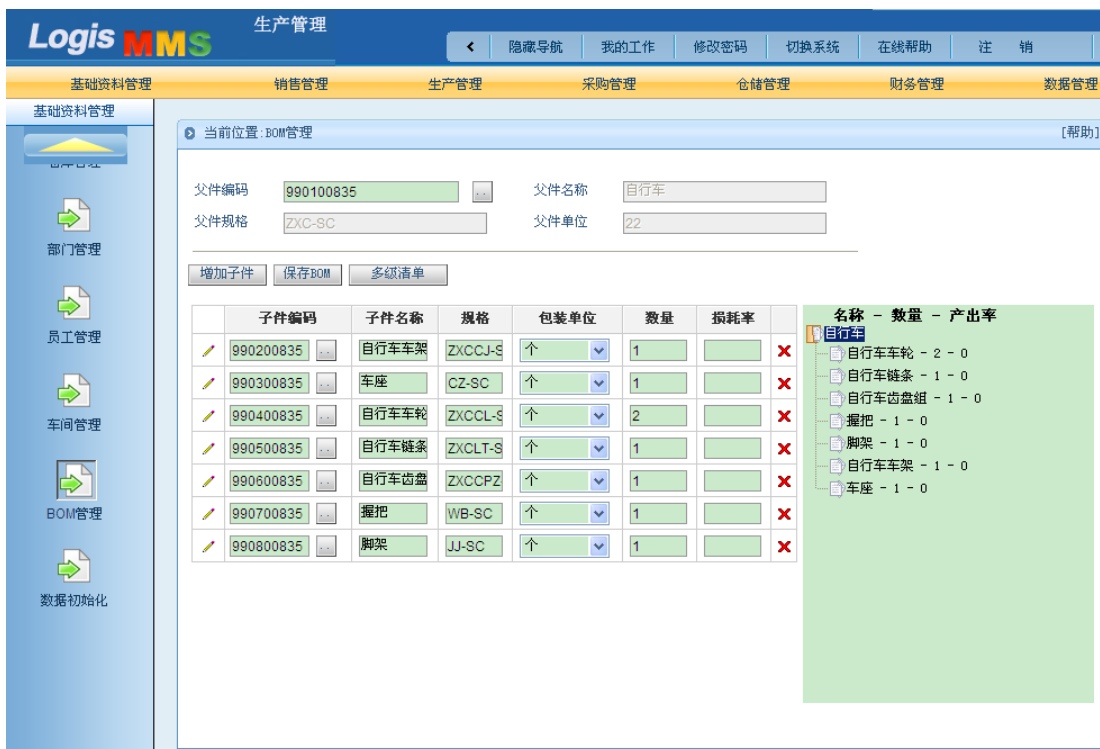 生产管理
Logis MMS
隐藏导航 我的工作 修改密码 切换系统 在线帮助 注 销
基础资料管理 销售管理 生产管理 采购管理 仓储管理 财务管理 数据管理
基础资料管理
当前位置:BOM管理 [帮助]
父件编码 990100835 .. 父件名称 自行车
父件规格 ZXC-SC 父件单位 22
部门管理
增加子件 保存BOM 多级清单
员工管理
子件编码 子件名称 规格 包装单位 数量 损耗率
990200835 .. 自行车车架 ZXCCJ-S 个 1
990300835 .. 车座 CZ-SC 个 1
990400835 .. 自行车车轮 ZXCCL-S 个 2
990500835 .. 自行车链条 ZXCLT-S 个 1
990600835 .. 自行车齿盘 ZXCCPZ 个 1
990700835 .. 握把 WB-SC 个 1
990800835 .. 脚架 JJ-SC 个 1
名称 - 数量 - 产出率
自行车
自行车车轮 - 2 - 0
自行车链条 - 1 - 0
自行车齿盘组 - 1 - 0
握把 - 1 - 0
脚架 - 1 - 0
自行车车架 - 1 - 0
车座 - 1 - 0
车间管理
BOM管理
数据初始化